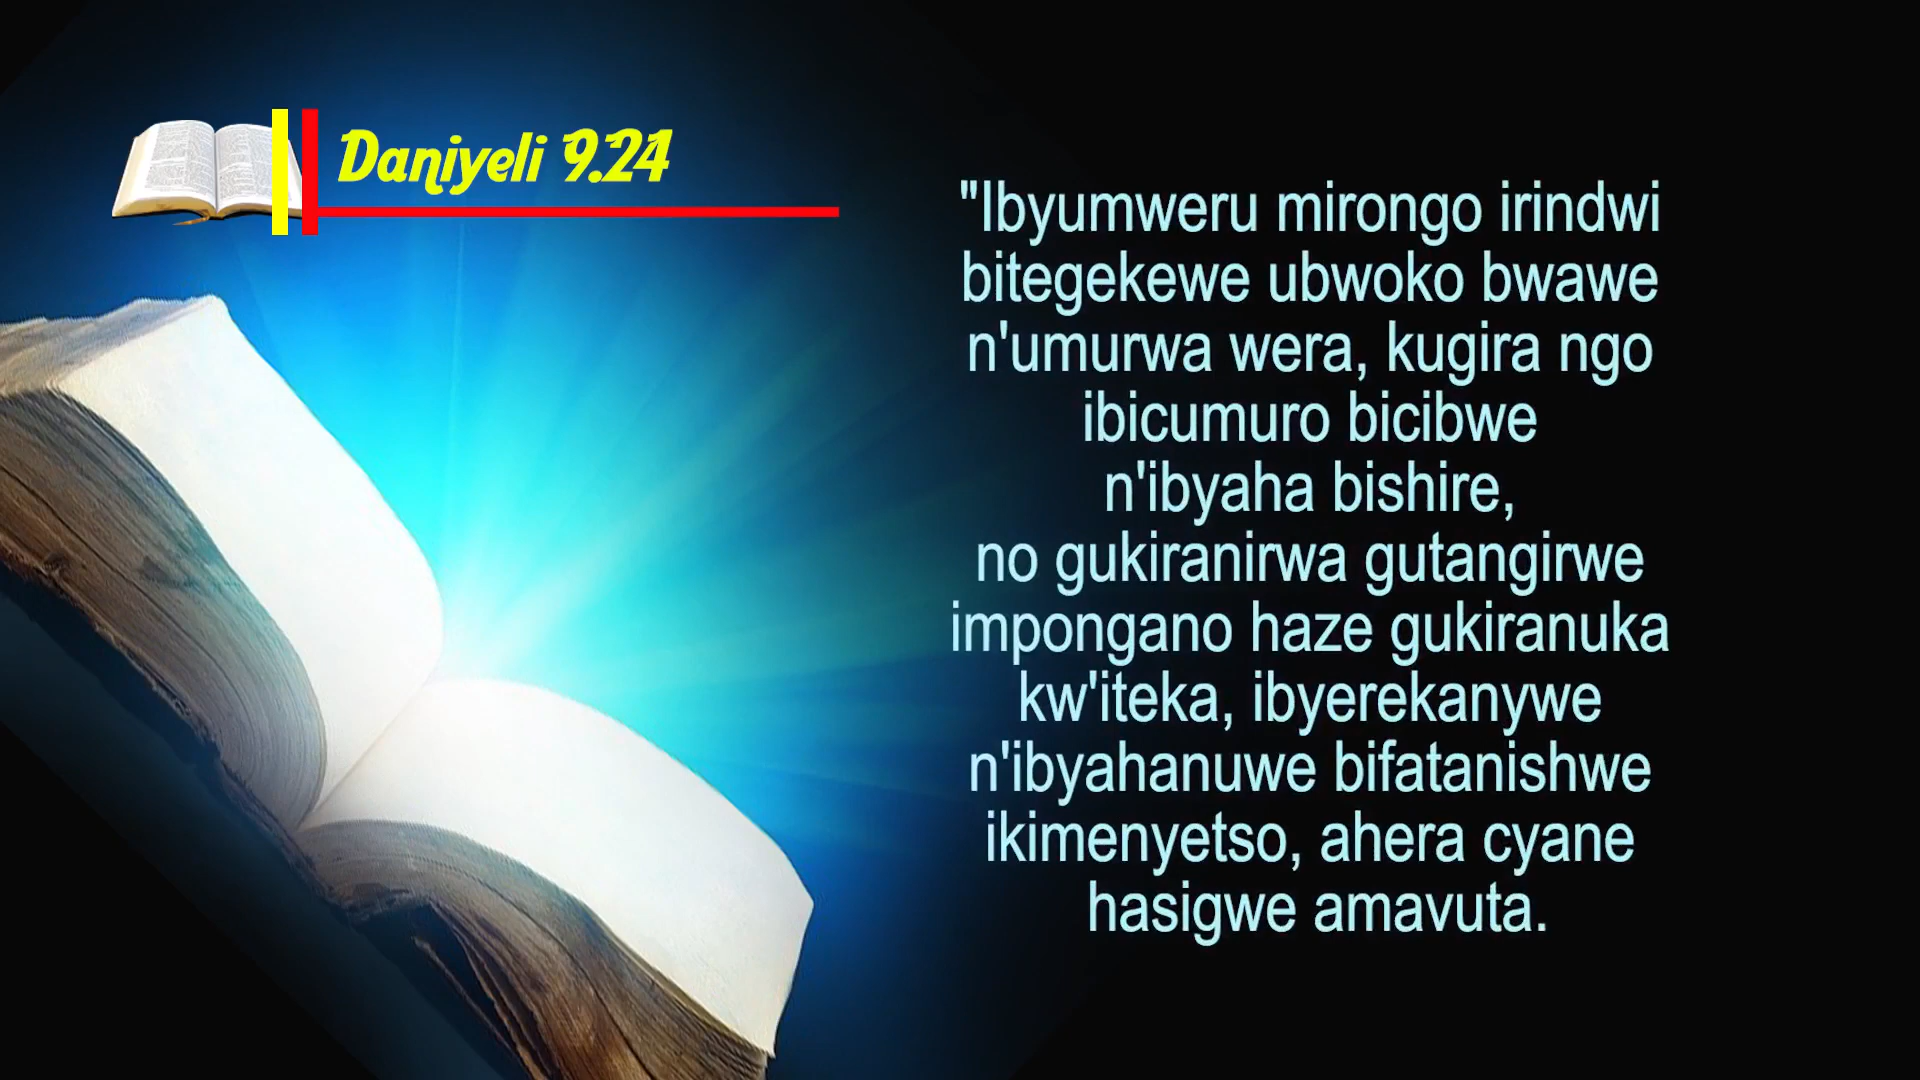 Daniyeli 9.24
"Ibyumweru mirongo irindwi
bitegekewe ubwoko bwawe
n'umurwa wera, kugira ngo
ibicumuro bicibwe
n'ibyaha bishire,
no gukiranirwa gutangirwe
impongano haze gukiranuka
kw'iteka, ibyerekanywe
n'ibyahanuwe bifatanishwe
ikimenyetso, ahera cyane
hasigwe amavuta.